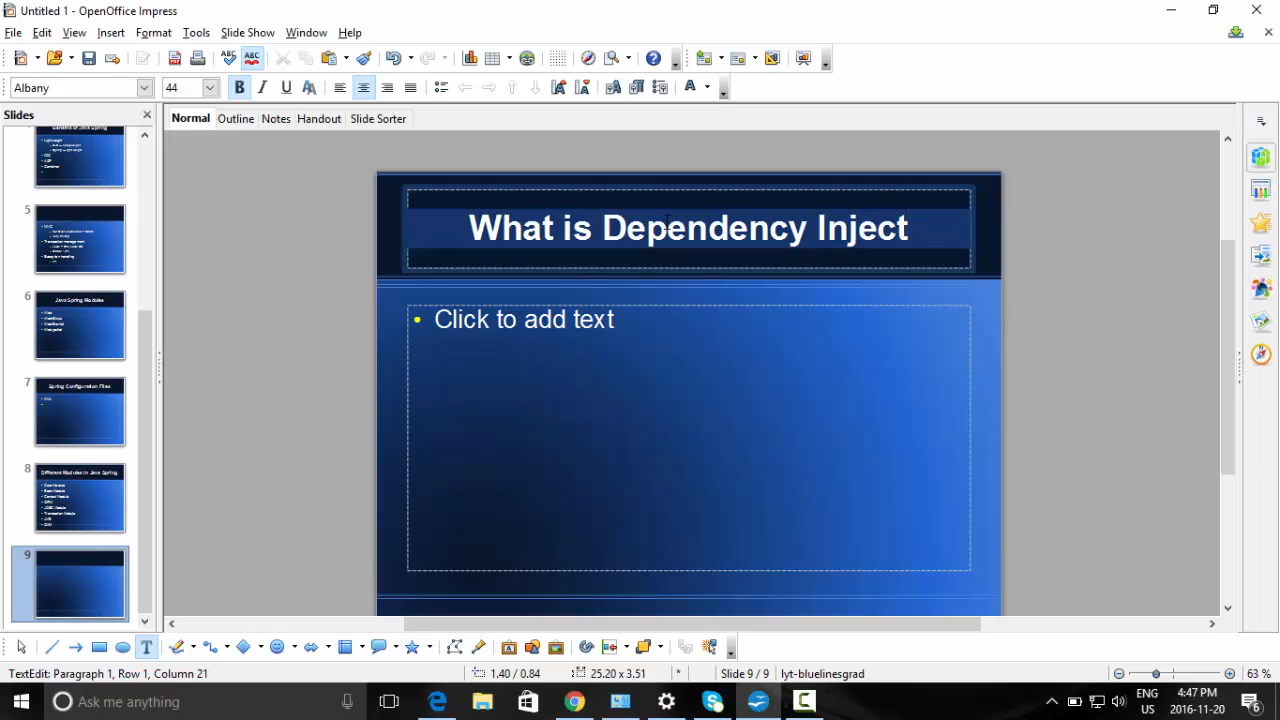 Untitled 1 - OpenOffice Impress
File Edit View Insert Format Tools Slide Show Window Help
Albany 44
Slides
Normal Outline Notes Handout Slide Sorter
What is Dependency Inject
Click to add text
5
6
Java Spring Modules
7
Spring Configuration Files
8
Different Modules in Java Spring
9
TextEdit: Paragraph 1, Row 1, Column 21 1.40 / 0.84 25.20 x 3.51 * Slide 9 / 9 lyt-bluelinesgrad 63 %
Ask me anything
ENG 4:47 PM
US 2016-11-20
6